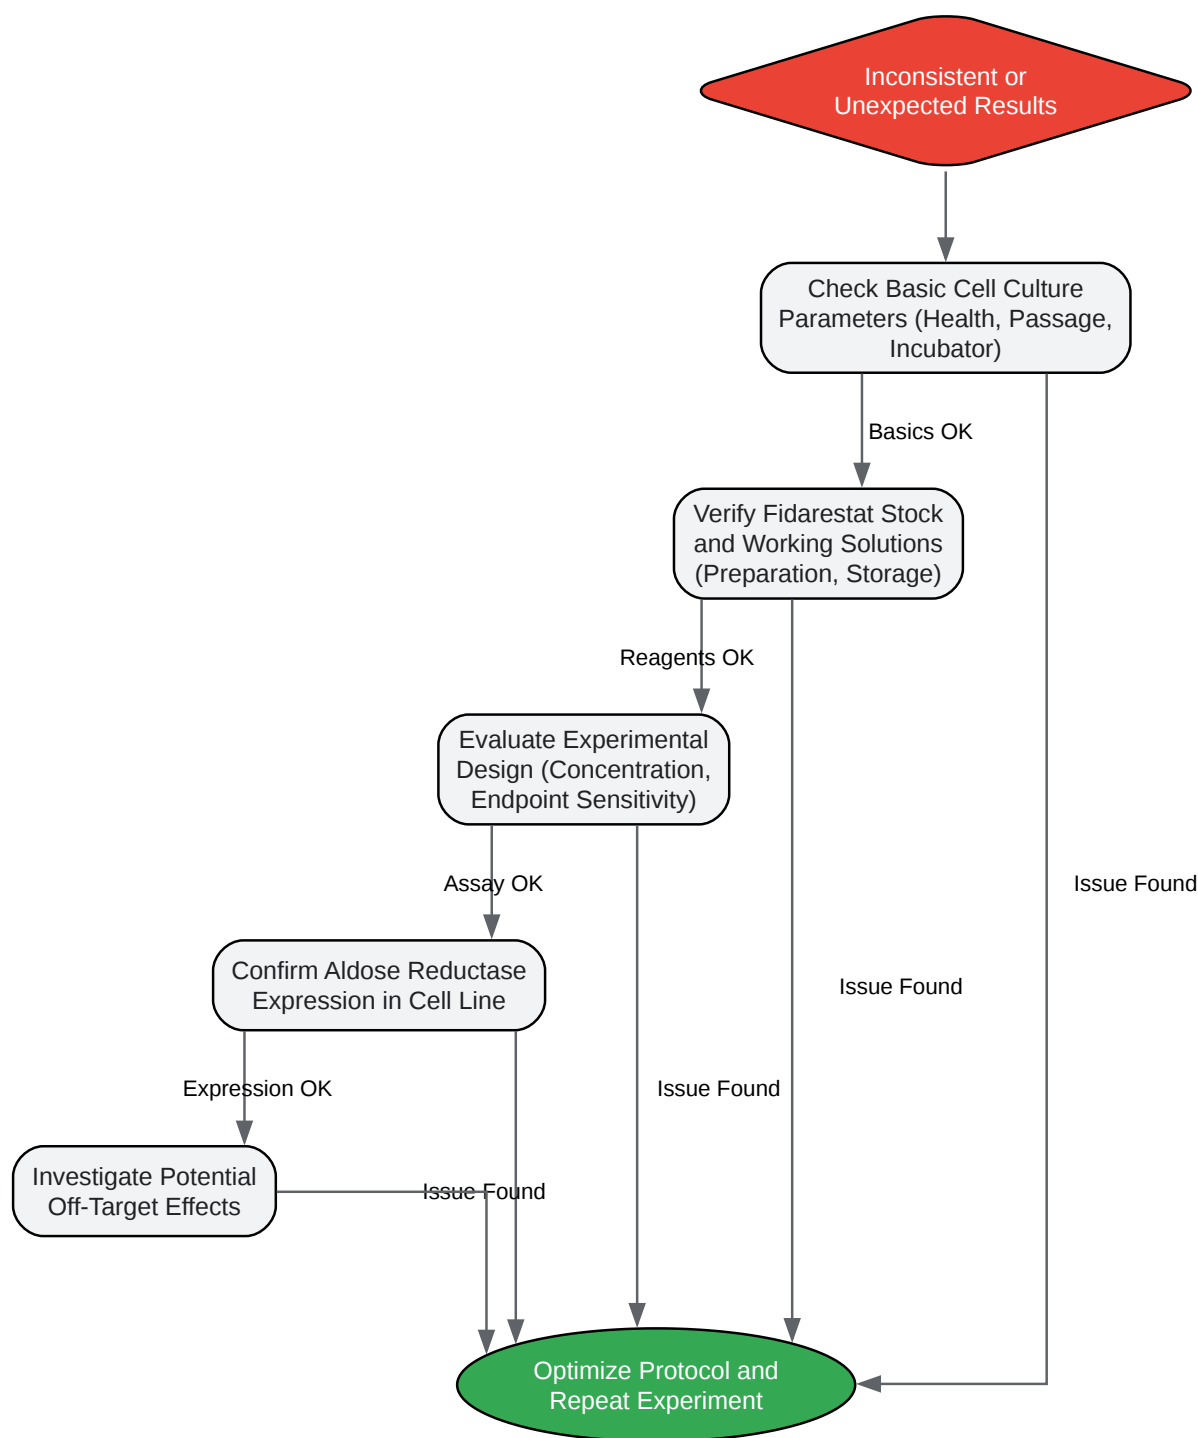 Inconsistent or
Unexpected Results
Check Basic Cell Culture
Parameters (Health, Passage,
Incubator)
Basics OK
Verify Fidarestat Stock
and Working Solutions
(Preparation, Storage)
Reagents OK
Evaluate Experimental
Design (Concentration,
Endpoint Sensitivity)
Assay OK
Issue Found
Confirm Aldose Reductase
Expression in Cell Line
Issue Found
Expression OK
Issue Found
Investigate Potential
Off-Target Effects
Issue Found
Optimize Protocol and
Repeat Experiment